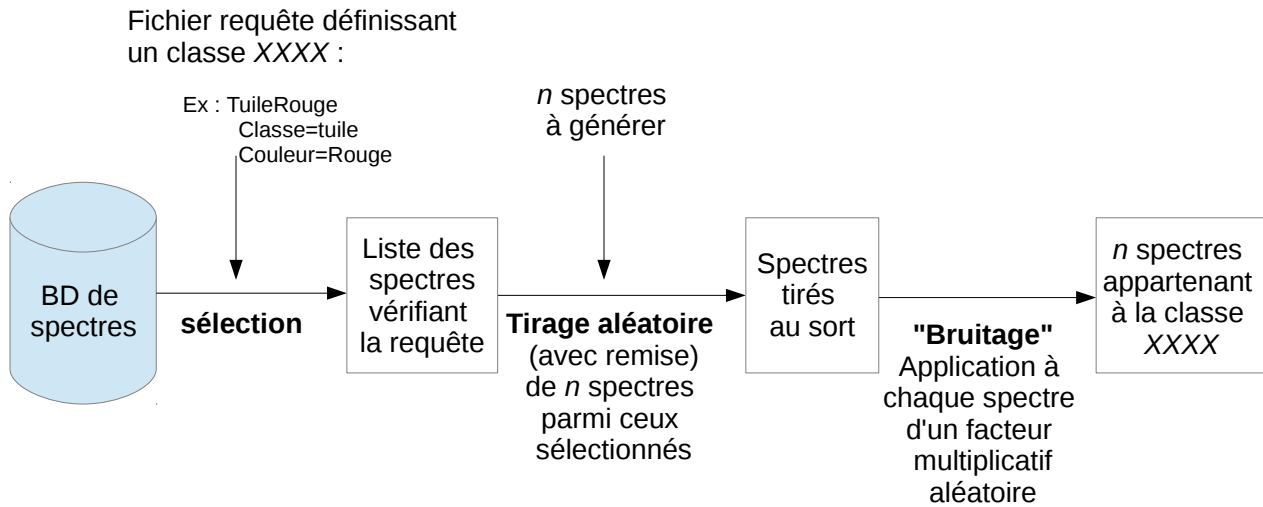 Fichier requête définissant
un classe XXXX :
Ex : TuileRouge
Classe=tuile
Couleur=Rouge
n spectres
à générer
BD de
spectres
sélection
Liste des
spectres
vérifiant
la requête
Tirage aléatoire
(avec remise)
de n spectres
parmi ceux
sélectionnés
Spectres
tirés
au sort
"Bruitage"
Application à
chaque spectre
d'un facteur
multiplicatif
aléatoire
n spectres
appartenant
à la classe
XXXX